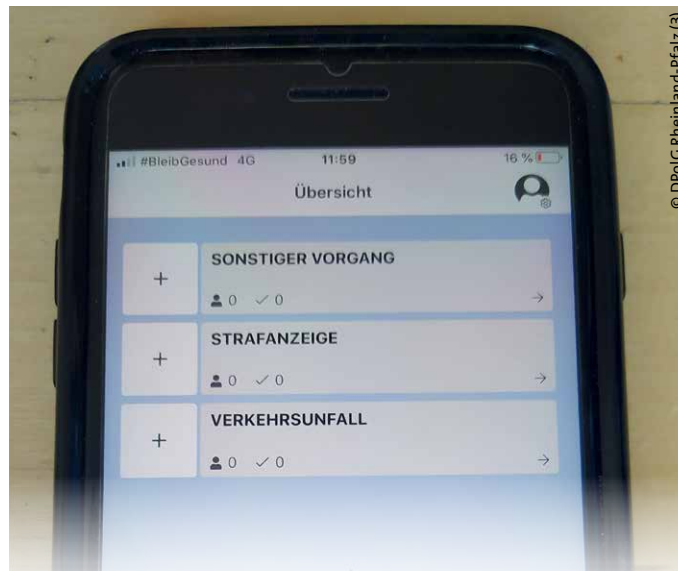 #BleibGesund 4G 11:59 16 %
Übersicht
+ SONSTIGER VORGANG
0 ✓ 0 →
+ STRAFANZEIGE
0 ✓ 0 →
+ VERKEHRSUNFALL
0 ✓ 0 →
© DPolG Rheinland-Pfalz (3)